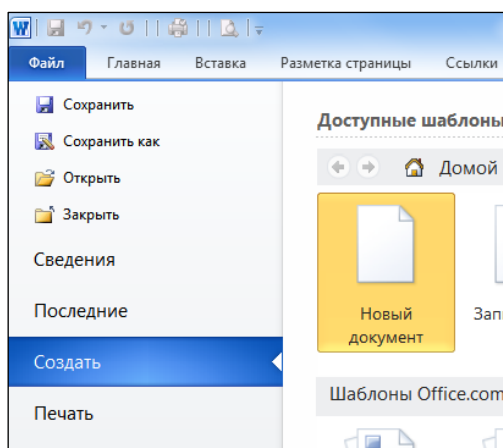 W
Файл Главная Вставка Разметка страницы Ссылки
Сохранить
Сохранить как
Открыть
Закрыть
Сведения
Последние
Создать
Печать
Доступные шаблоны
Домой
Новый
документ
Шаблоны Office.com